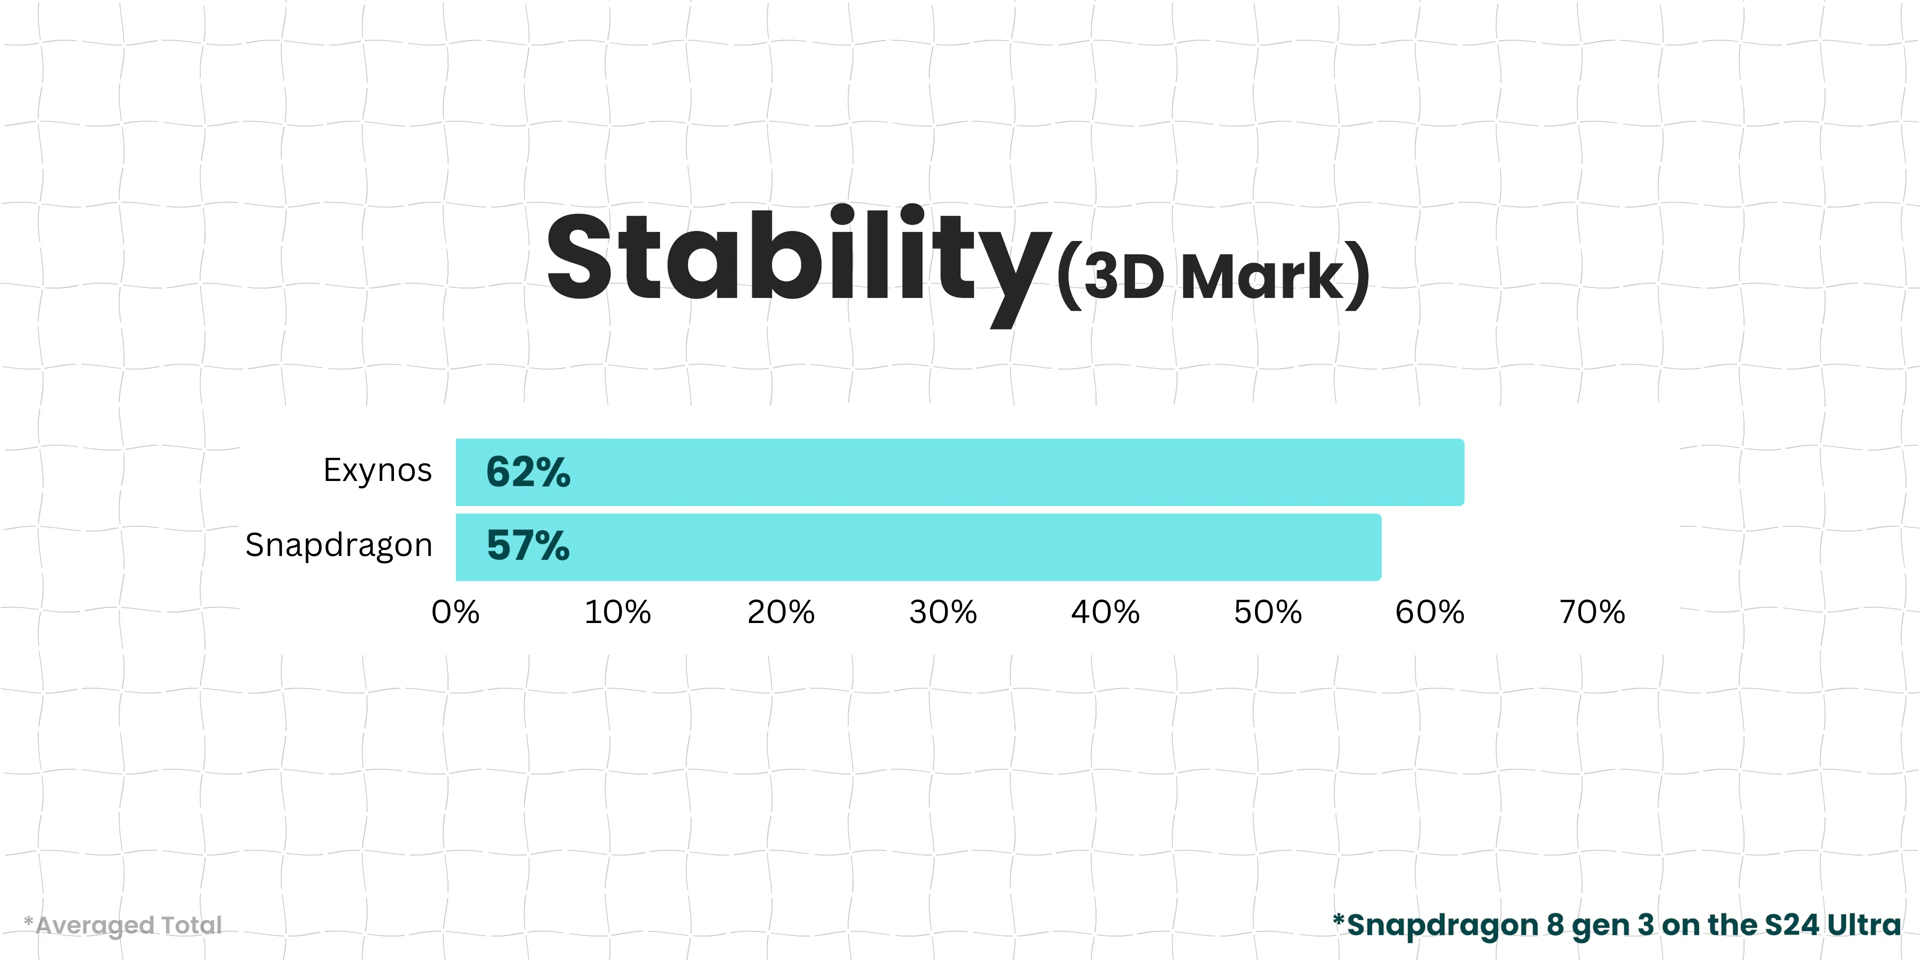 Stability(3D Mark)
Exynos 62%
Snapdragon 57%
0% 10% 20% 30% 40% 50% 60% 70%
*Averaged Total
*Snapdragon 8 gen 3 on the S24 Ultra